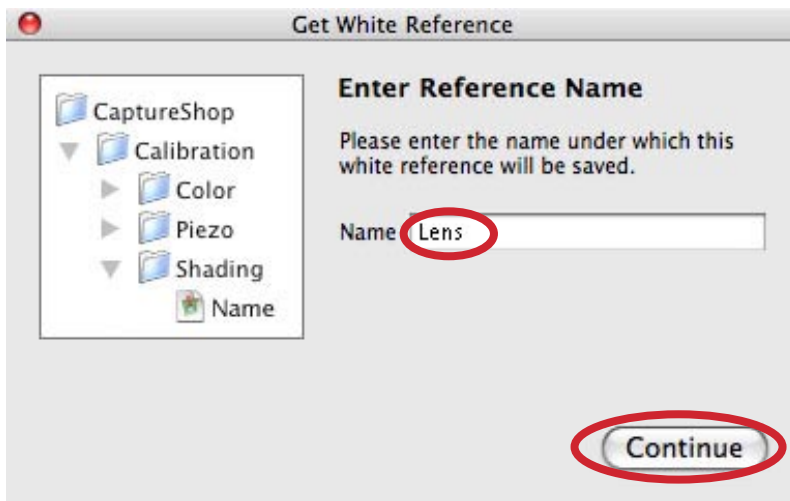 Get White Reference
CaptureShop
Calibration
Color
Piezo
Shading
Name
Enter Reference Name
Please enter the name under which this
white reference will be saved.
Name Lens
Continue